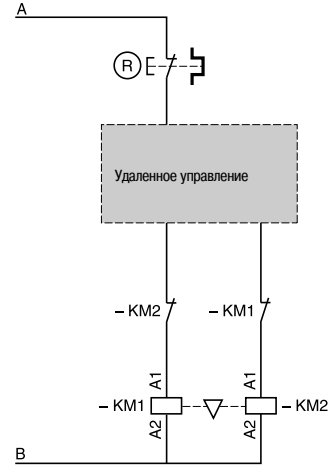 A
R
Удаленное управление
– KM2 – KM1
A1 A1
– KM1 – KM2
A2 A2
B